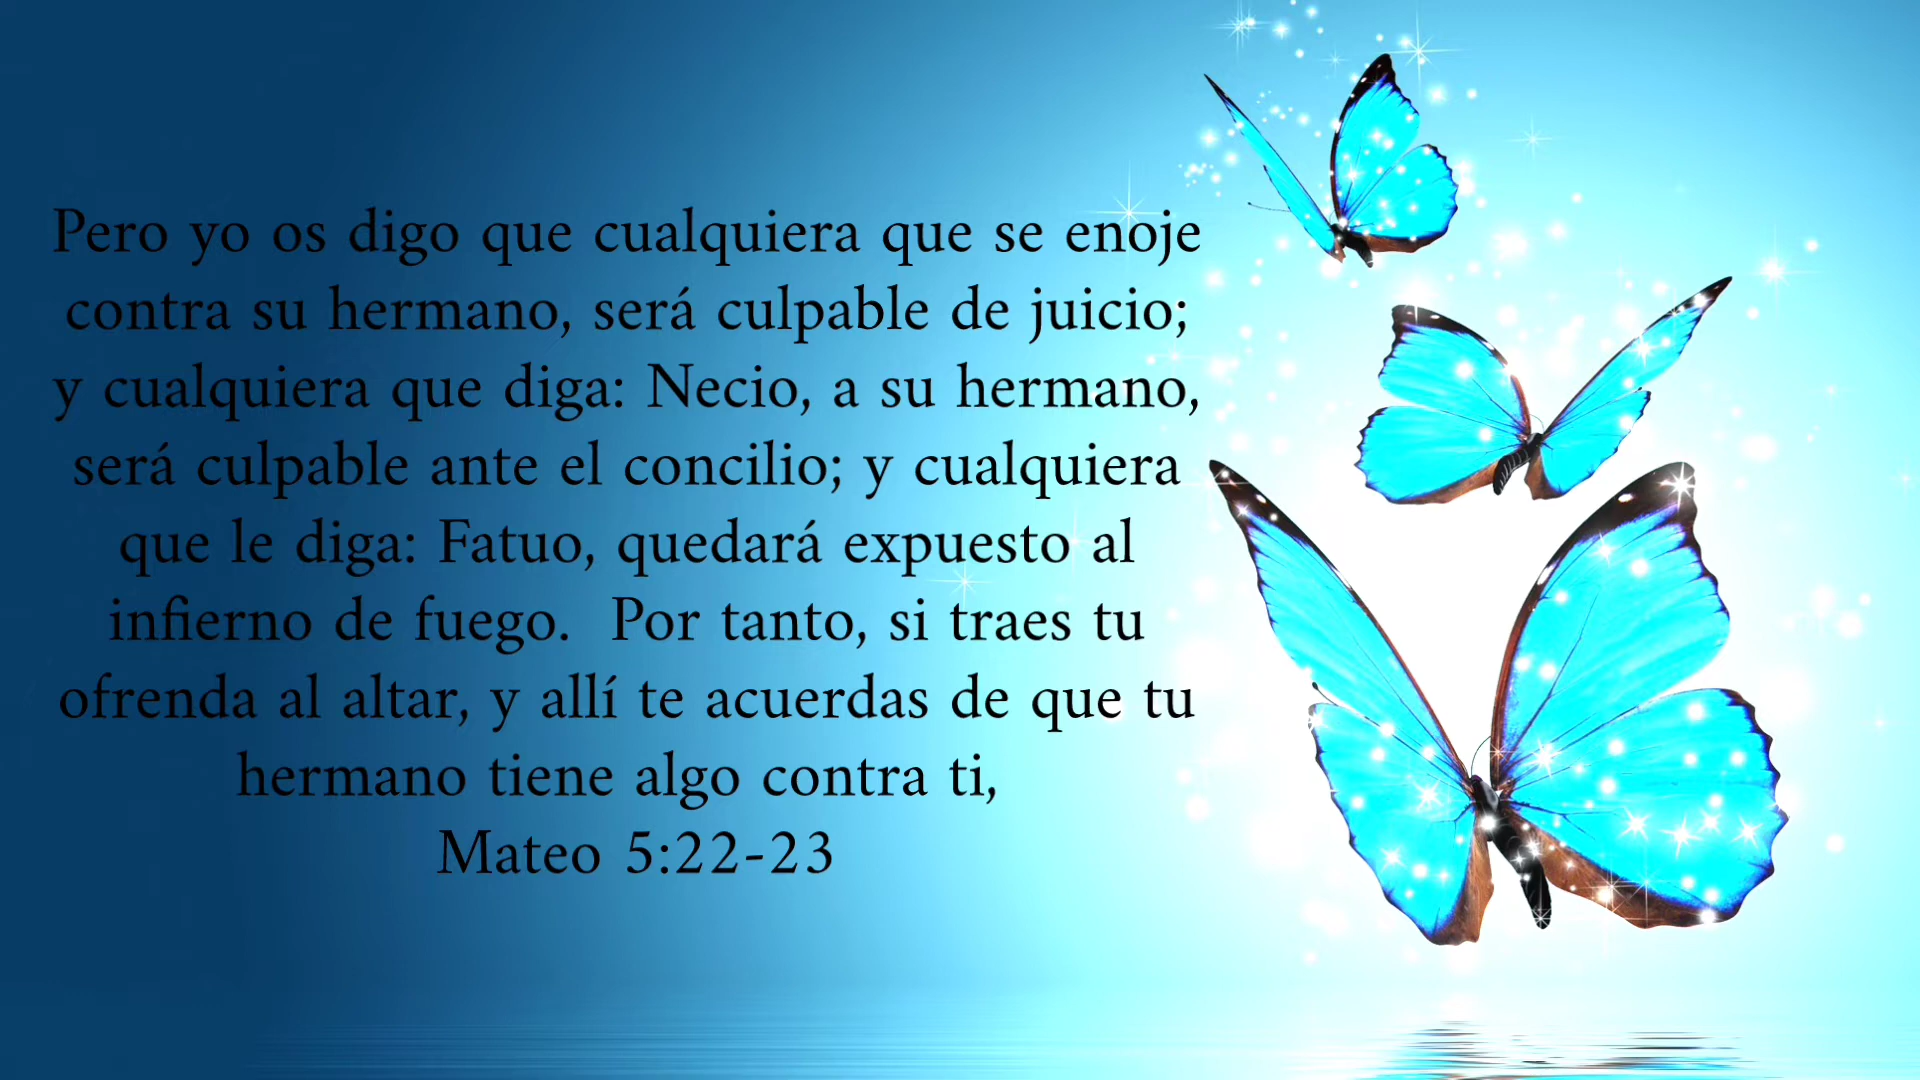 Pero yo os digo que cualquiera que se enoje
contra su hermano, será culpable de juicio;
y cualquiera que diga: Necio, a su hermano,
será culpable ante el concilio; y cualquiera
que le diga: Fatuo, quedará expuesto al
infierno de fuego.  Por tanto, si traes tu
ofrenda al altar, y allí te acuerdas de que tu
hermano tiene algo contra ti,
Mateo 5:22-23